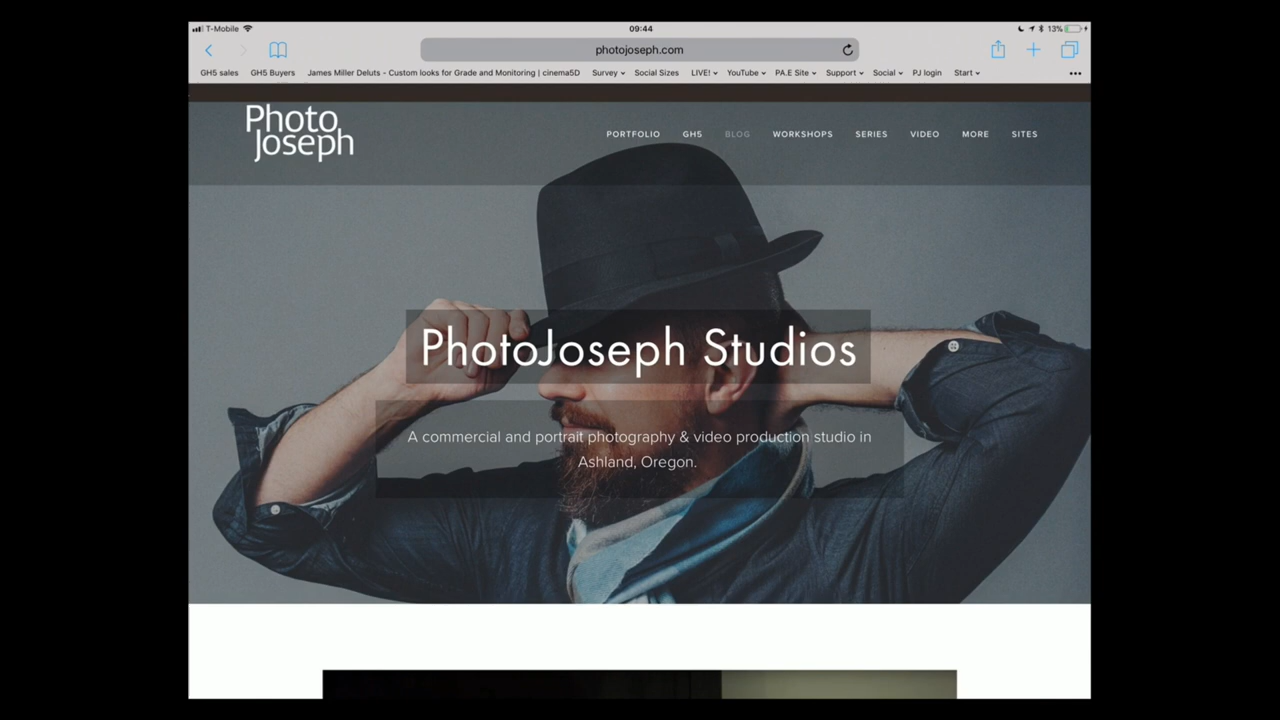 T-Mobile
09:44
13%
photojoseph.com
GH5 sales GH5 Buyers James Miller Deluts - Custom looks for Grade and Monitoring | cinema5D Survey Social Sizes LIVE! YouTube PA.E Site Support Social PJ login Start
Photo
Joseph
PORTFOLIO GH5 BLOG WORKSHOPS SERIES VIDEO MORE SITES
PhotoJoseph Studios
A commercial and portrait photography & video production studio in
Ashland, Oregon.